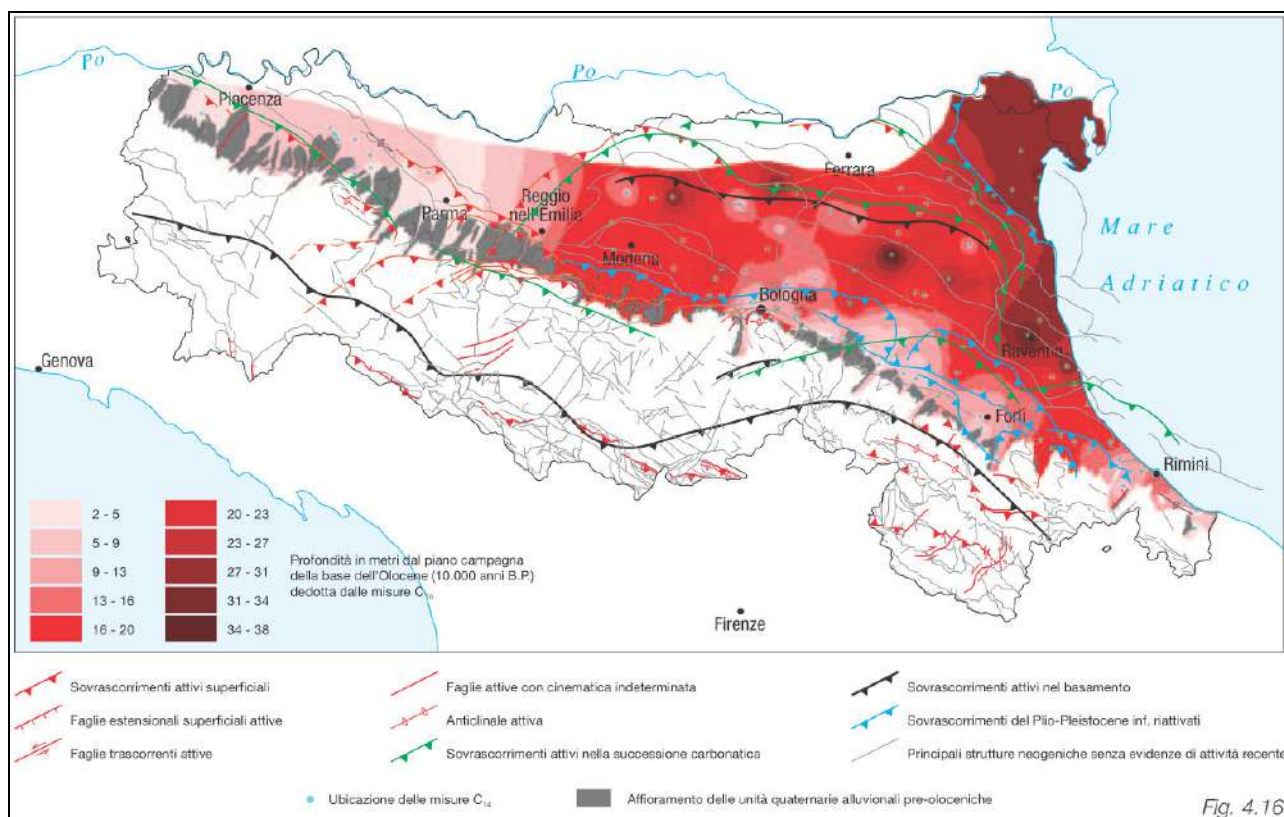 Po
Po
Po
Piacenza
Parma
Reggio
nell'Emilia
Modena
Ferrara
Bologna
Mare
Adriatico
Ravenna
Forlì
Rimini
Genova
Firenze
2 - 5
5 - 9
9 - 13
13 - 16
16 - 20
20 - 23
23 - 27
27 - 31
31 - 34
34 - 38
Profondità in metri dal piano campagna
della base dell'Olocene (10.000 anni B.P.)
dedotta dalle misure C14
Sovrascorrimenti attivi superficiali
Faglie estensionali superficiali attive
Faglie trascorrenti attive
Faglie attive con cinematica indeterminata
Anticlinale attiva
Sovrascorrimenti attivi nella successione carbonatica
Sovrascorrimenti attivi nel basamento
Sovrascorrimenti del Plio-Pleistocene inf. riattivati
Principali strutture neogeniche senza evidenze di attività recente
Ubicazione delle misure C14
Affioramento delle unità quaternarie alluvionali pre-oloceniche
Fig. 4.16